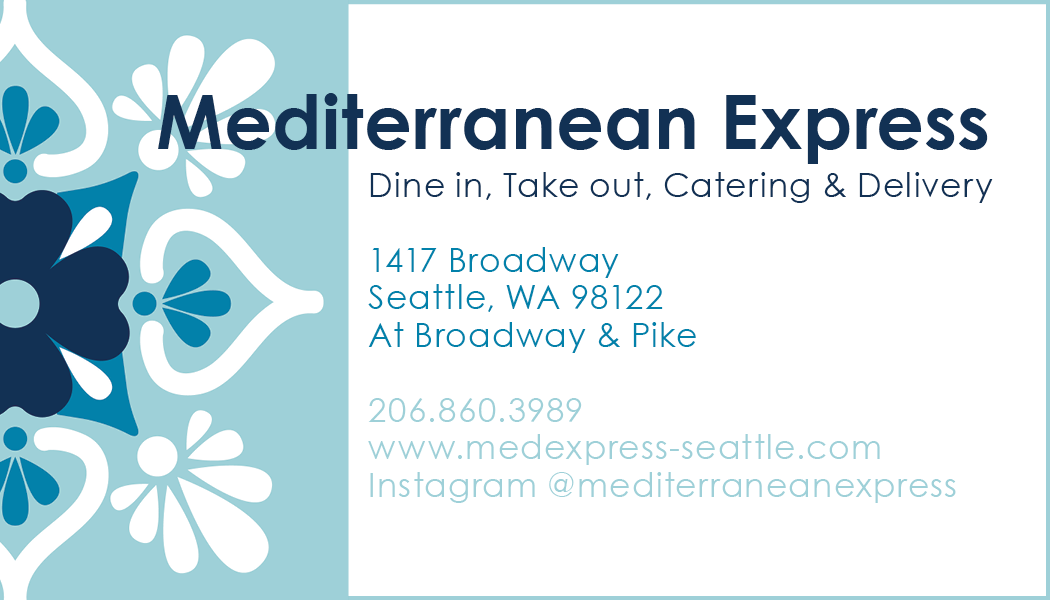 Mediterranean Express
Dine in, Take out, Catering & Delivery
1417 Broadway
Seattle, WA 98122
At Broadway & Pike
206.860.3989
www.medexpress-seattle.com
Instagram @mediterraneanexpress